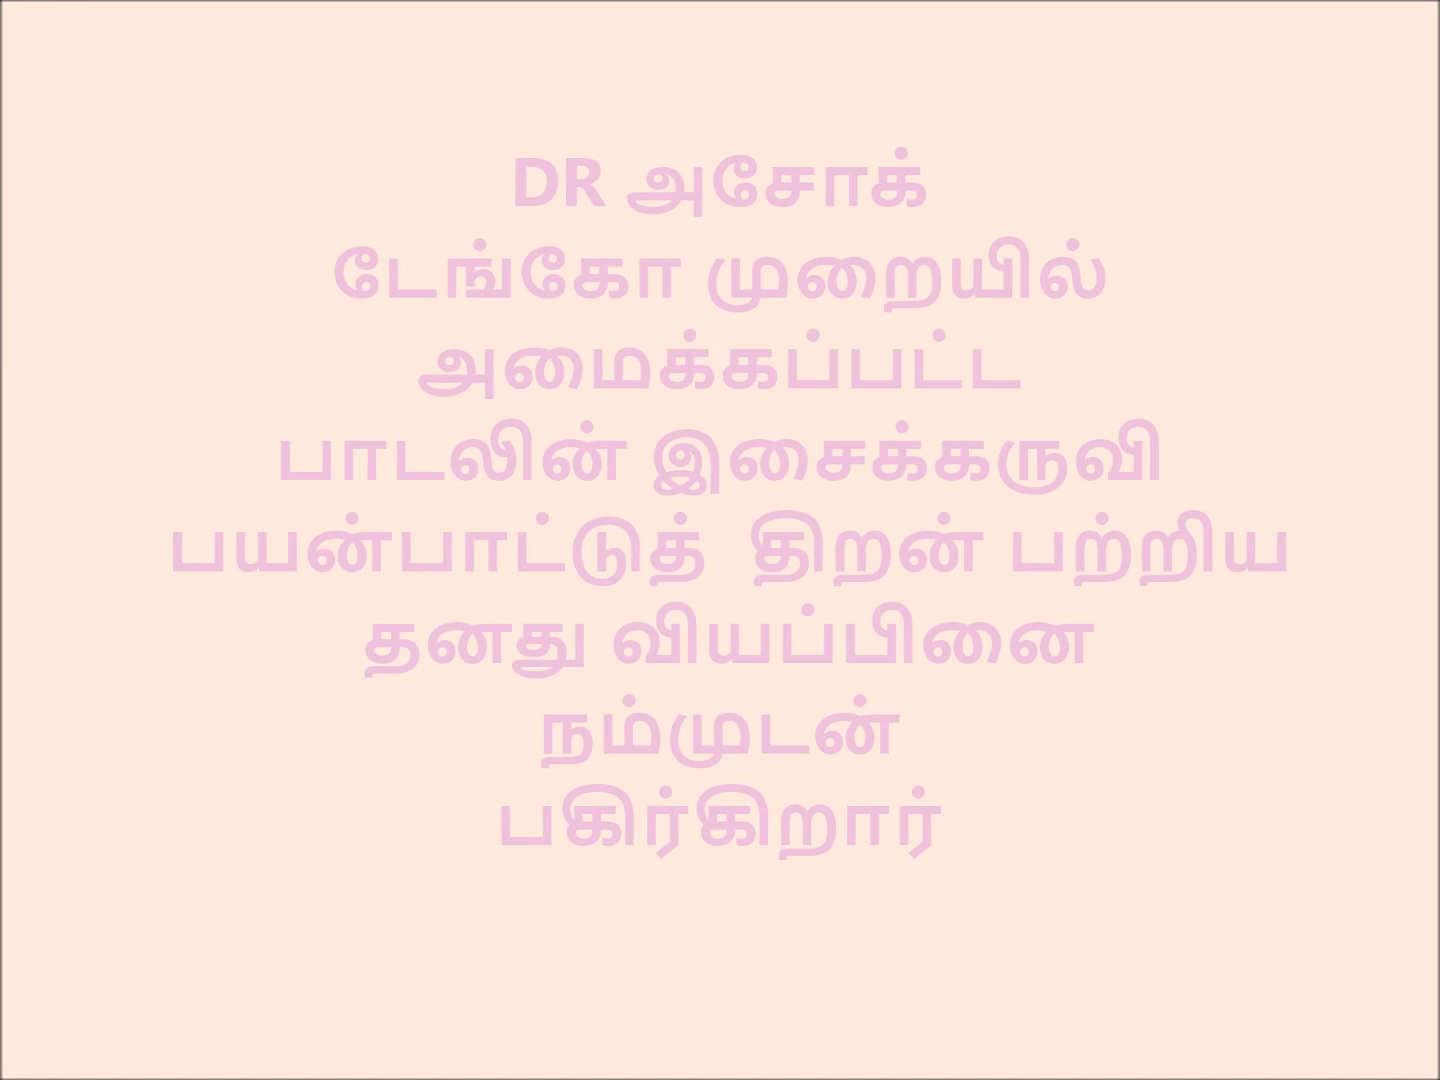 DR அசோக்
டேங்கோ முறையில்
அமைக்கப்பட்ட
பாடலின் இசைக்கருவி
பயன்பாட்டுத்  திறன் பற்றிய
தனது வியப்பினை
நம்முடன்
பகிர்கிறார்